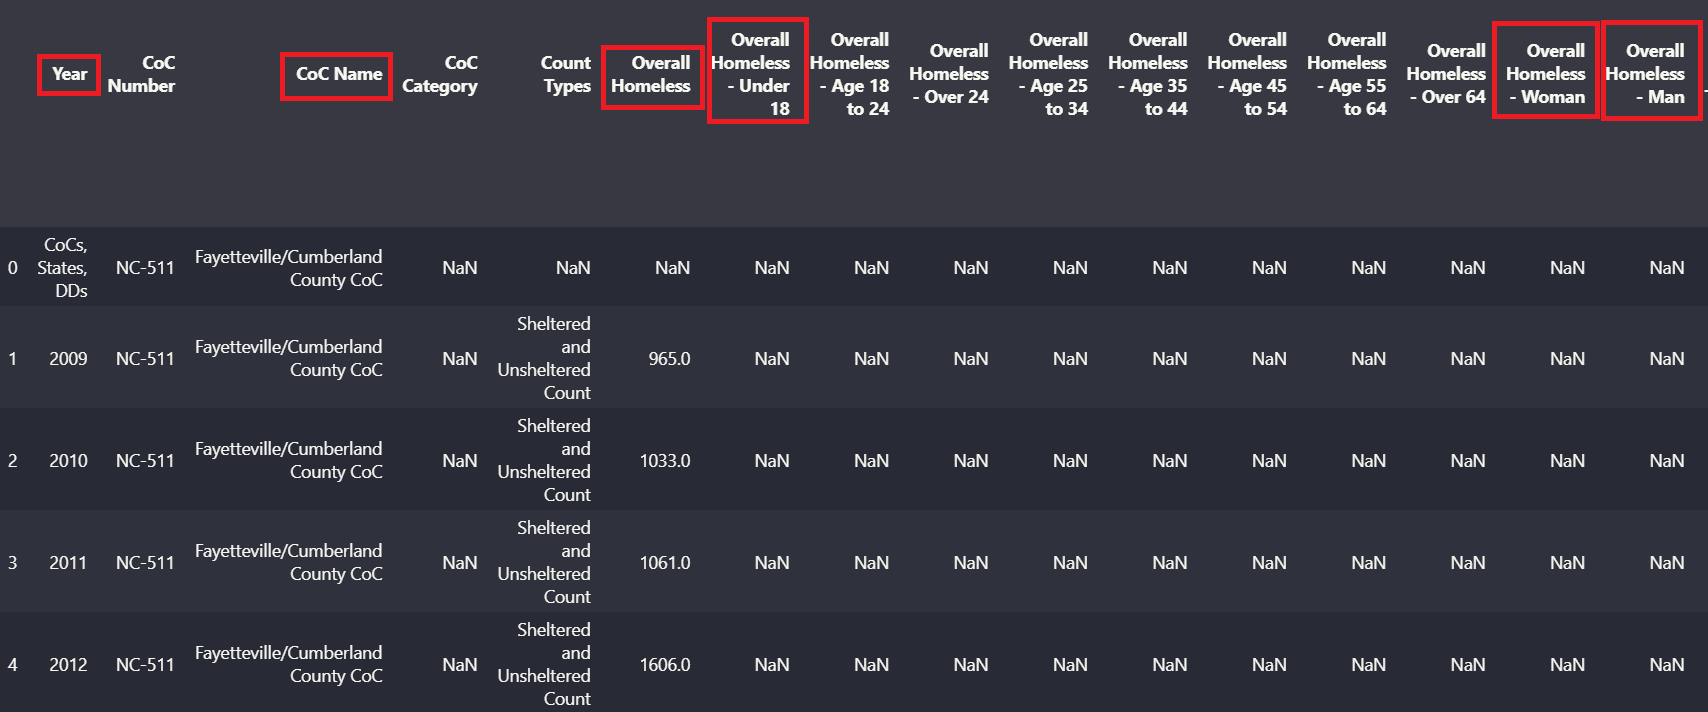 Year CoC Number CoC Name CoC Category Count Types Overall Homeless Overall Homeless - Under 18 Overall Homeless - Age 18 to 24 Overall Homeless - Over 24 Overall Homeless - Age 25 to 34 Overall Homeless - Age 35 to 44 Overall Homeless - Age 45 to 54 Overall Homeless - Age 55 to 64 Overall Homeless - Over 64 Overall Homeless - Woman Overall Homeless - Man -
0 CoCs, States, DDs NC-511 Fayetteville/Cumberland County CoC NaN NaN NaN NaN NaN NaN NaN NaN NaN NaN NaN NaN NaN
1 2009 NC-511 Fayetteville/Cumberland County CoC NaN Sheltered and Unsheltered Count 965.0 NaN NaN NaN NaN NaN NaN NaN NaN NaN NaN
2 2010 NC-511 Fayetteville/Cumberland County CoC NaN Sheltered and Unsheltered Count 1033.0 NaN NaN NaN NaN NaN NaN NaN NaN NaN NaN
3 2011 NC-511 Fayetteville/Cumberland County CoC NaN Sheltered and Unsheltered Count 1061.0 NaN NaN NaN NaN NaN NaN NaN NaN NaN NaN
4 2012 NC-511 Fayetteville/Cumberland County CoC NaN Sheltered and Unsheltered Count 1606.0 NaN NaN NaN NaN NaN NaN NaN NaN NaN NaN